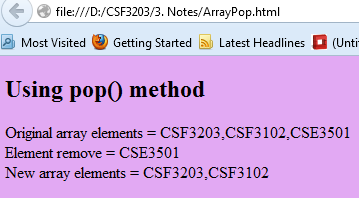 file:///D:/CSF3203/3. Notes/ArrayPop.html
Most Visited Getting Started Latest Headlines (Unti
Using pop() method
Original array elements = CSF3203,CSF3102,CSE3501
Element remove = CSE3501
New array elements = CSF3203,CSF3102